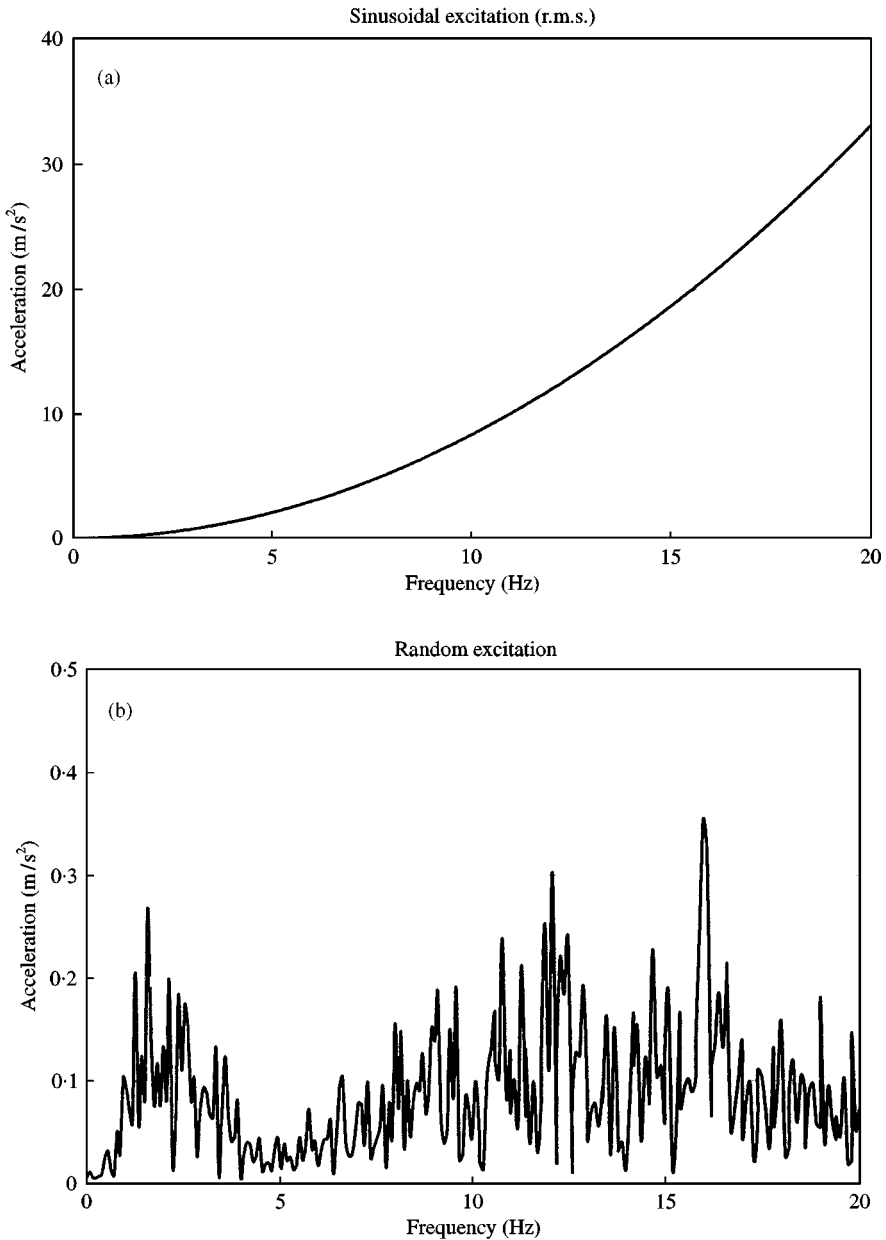 Sinusoidal excitation (r.m.s.)
(a)
40
30
20
10
0
Acceleration (m/s²)
0 5 10 15 20
Frequency (Hz)
Random excitation
(b)
0·5
0·4
0·3
0·2
0·1
0
Acceleration (m/s²)
0 5 10 15 20
Frequency (Hz)